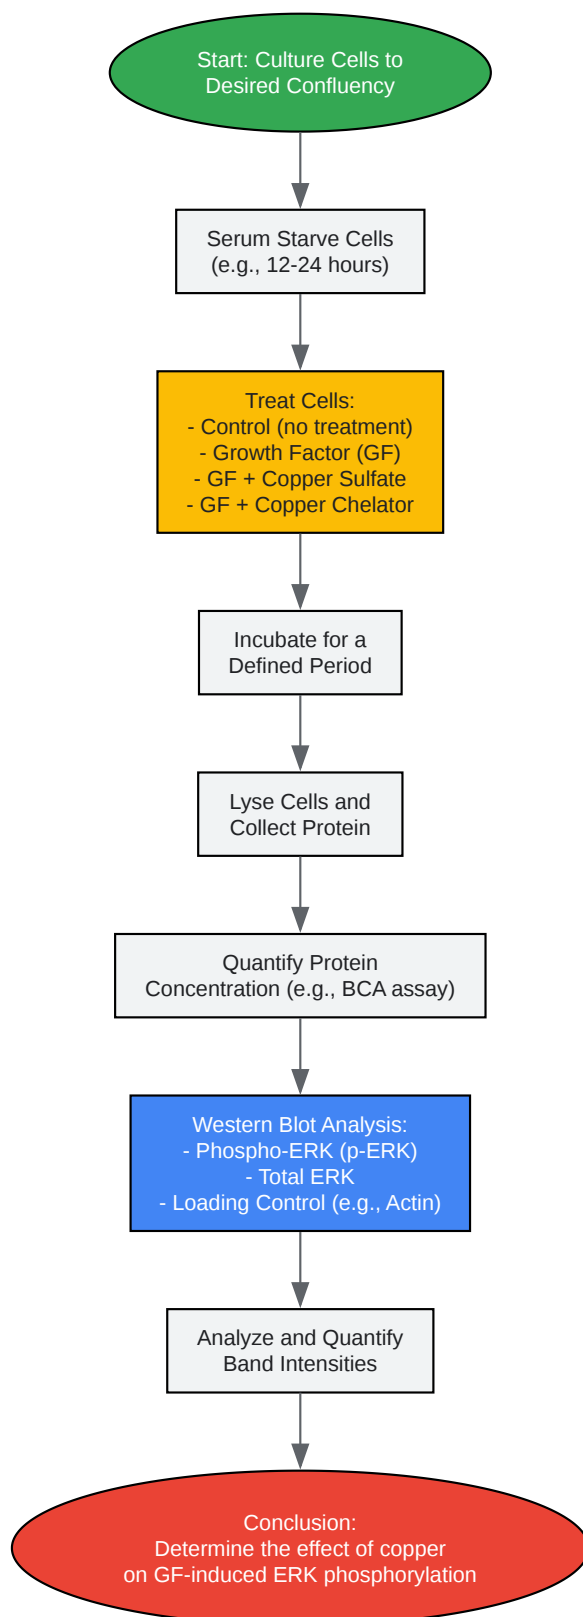 Start: Culture Cells to
Desired Confluency
Serum Starve Cells
(e.g., 12-24 hours)
Treat Cells:
- Control (no treatment)
- Growth Factor (GF)
- GF + Copper Sulfate
- GF + Copper Chelator
Incubate for a
Defined Period
Lyse Cells and
Collect Protein
Quantify Protein
Concentration (e.g., BCA assay)
Western Blot Analysis:
- Phospho-ERK (p-ERK)
- Total ERK
- Loading Control (e.g., Actin)
Analyze and Quantify
Band Intensities
Conclusion:
Determine the effect of copper
on GF-induced ERK phosphorylation